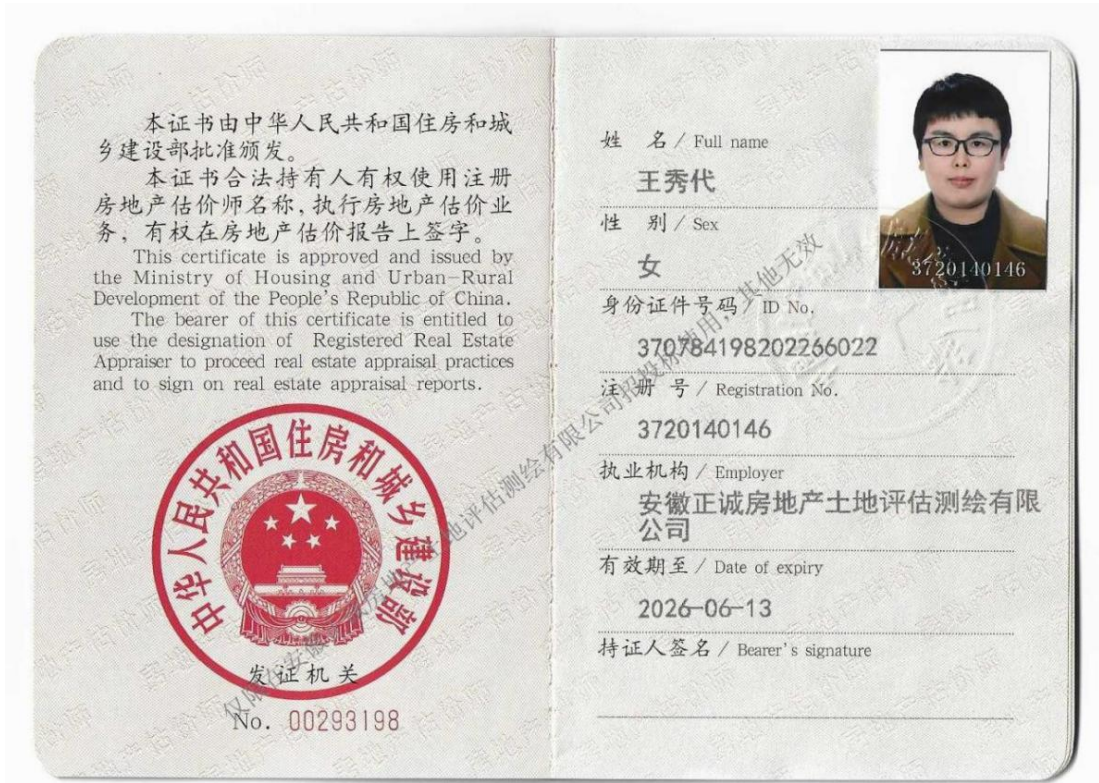 本证书由中华人民共和国住房和城
乡建设部批准颁发。
本证书合法持有人有权使用注册
房地产估价师名称，执行房地产估价业
务，有权在房地产估价报告上签字。
This certificate is approved and issued by
the Ministry of Housing and Urban-Rural
Development of the People's Republic of China.
The bearer of this certificate is entitled to
use the designation of Registered Real Estate
Appraiser to proceed real estate appraisal practices
and to sign on real estate appraisal reports.
中华人民共和国住房和城乡建设部
发证机关
No. 00293198
姓 名 / Full name
王秀代
性 别 / Sex
女
身份证件号码 / ID No.
370784198202266022
注 册 号 / Registration No.
3720140146
执业机构 / Employer
安徽正诚房地产土地评估测绘有限
公司
有效期至 / Date of expiry
2026-06-13
持证人签名 / Bearer's signature
3720140146